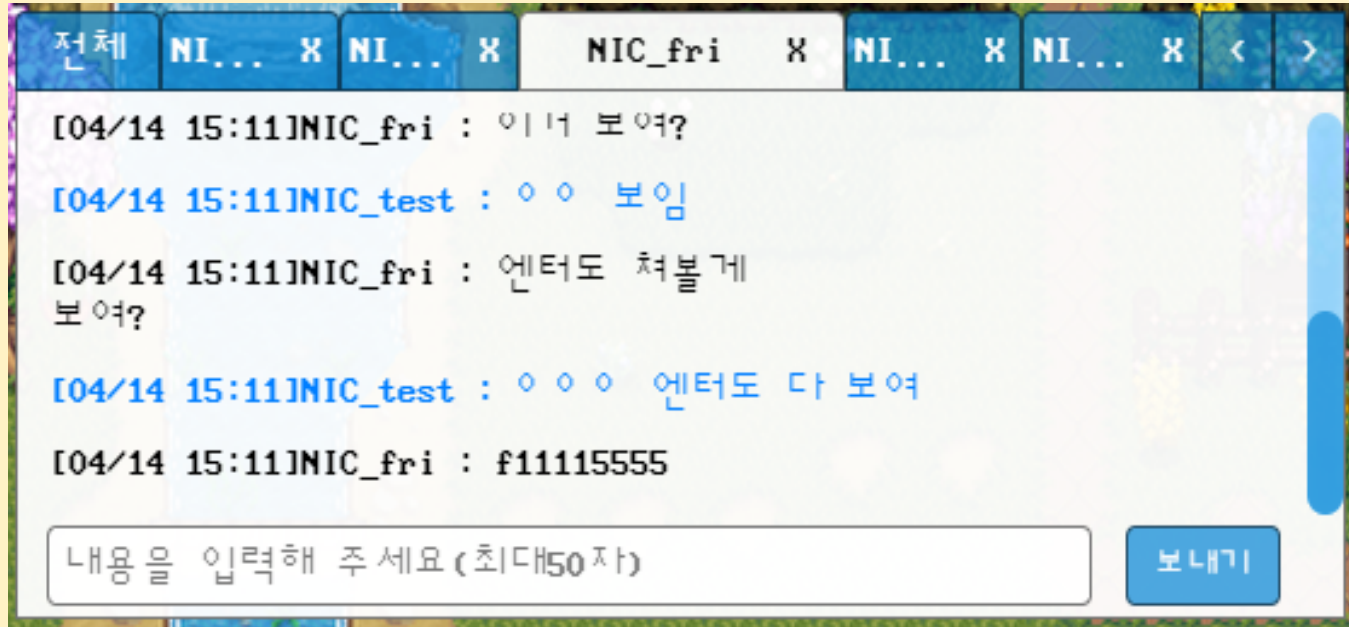 전체 NI... X NI... X NIC_fri X NI... X NI... X < >
[04/14 15:11]NIC_fri : 보여?
[04/14 15:11]NIC_test : ㅇㅇ 보임
[04/14 15:11]NIC_fri : 엔터도 쳐볼게
보여?
[04/14 15:11]NIC_test : ㅇㅇㅇ 엔터도 다 보여
[04/14 15:11]NIC_fri : f11115555
내용을 입력해 주세요(최대50자) 보내기